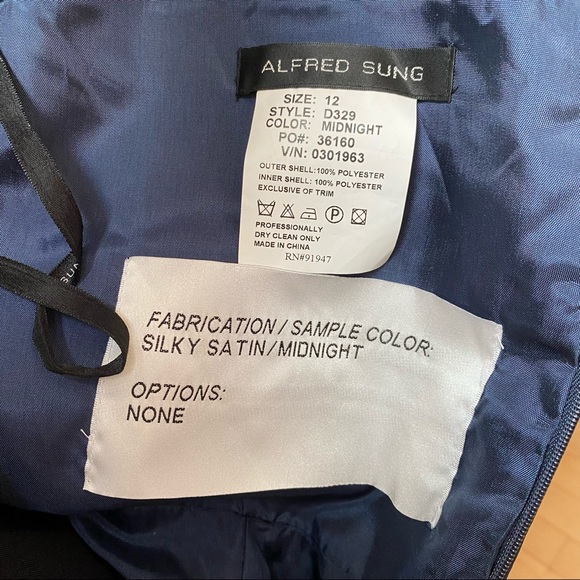 ALFRED SUNG
SIZE: 12
STYLE: D329
COLOR: MIDNIGHT
PO#: 36160
V/N: 0301963
OUTER SHELL:100% POLYESTER
INNER SHELL: 100% POLYESTER
EXCLUSIVE OF TRIM
P
PROFESSIONALLY
DRY CLEAN ONLY
MADE IN CHINA
RN#91947
SUN
FABRICATION / SAMPLE COLOR:
SILKY SATIN/MIDNIGHT
OPTIONS:
NONE